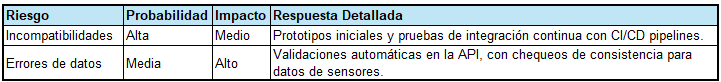 Riesgo Probabilidad Impacto Respuesta Detallada
Incompatibilidades Alta Medio Prototipos iniciales y pruebas de integración continua con CI/CD pipelines.
Errores de datos Media Alto Validaciones automáticas en la API, con chequeos de consistencia para
datos de sensores.